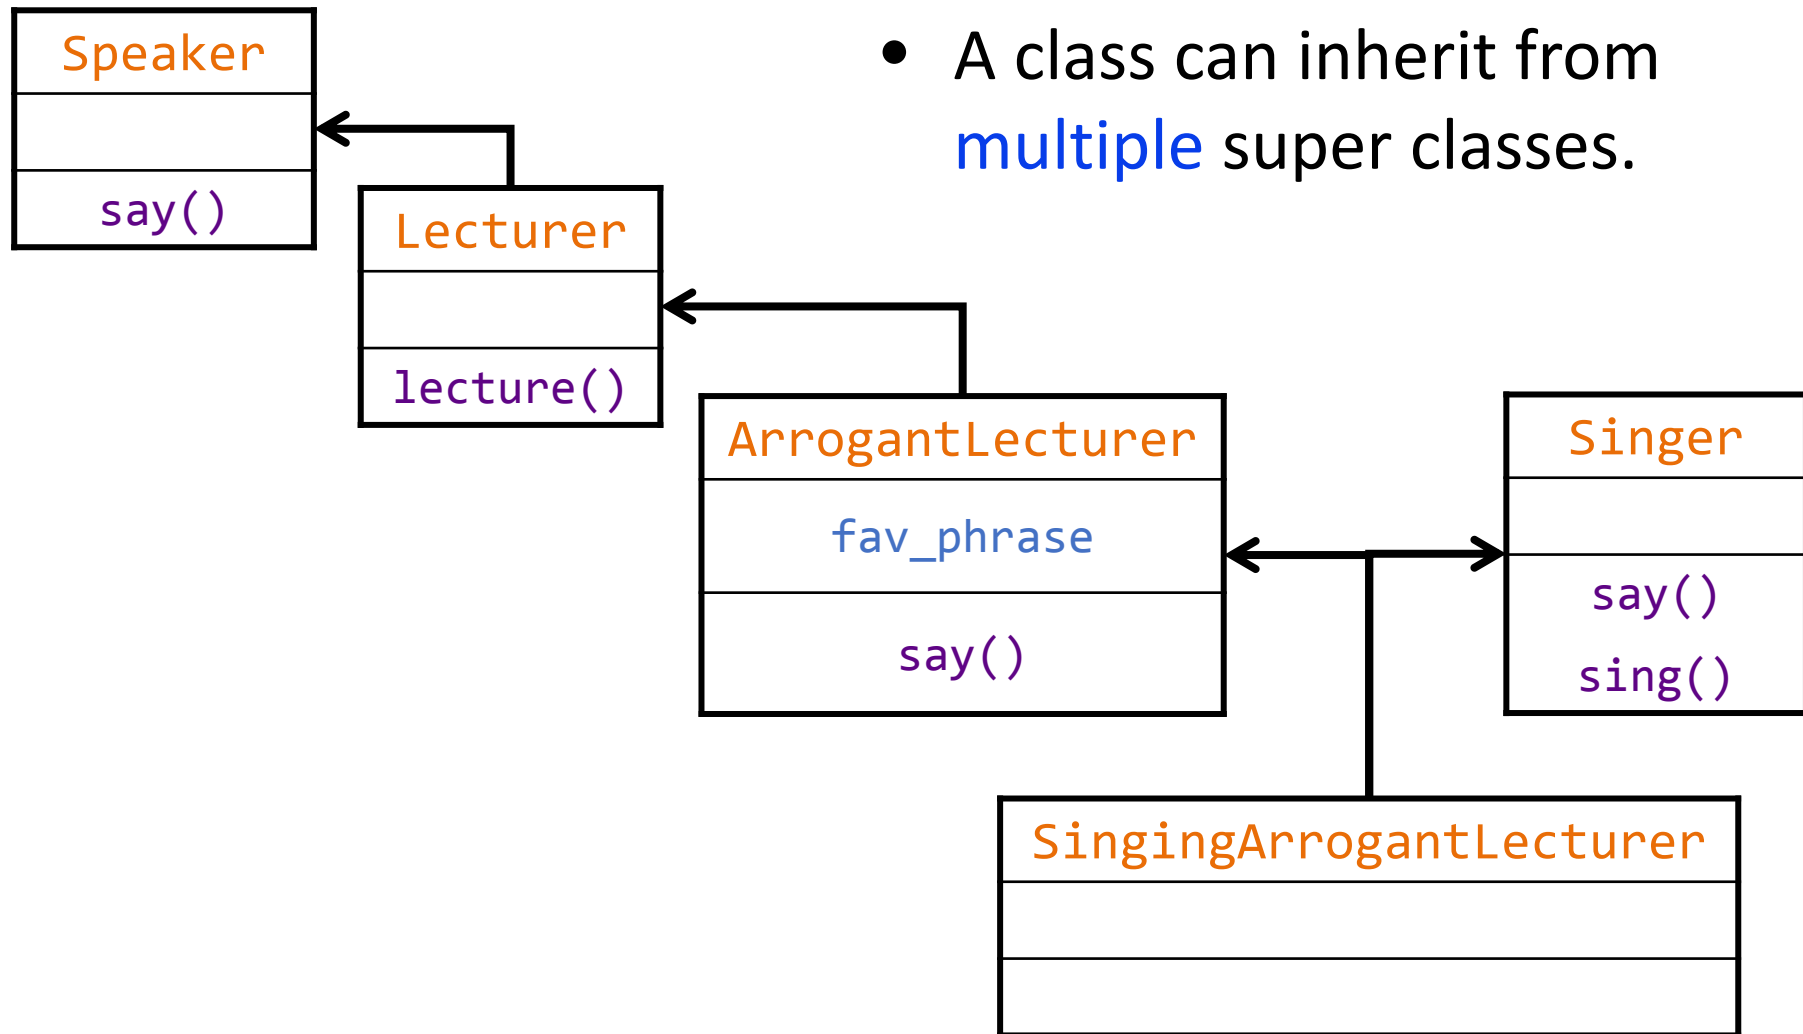 • A class can inherit from
multiple super classes.
Speaker
say()
Lecturer
lecture()
ArrogantLecturer
fav_phrase
say()
Singer
say()
sing()
SingingArrogantLecturer